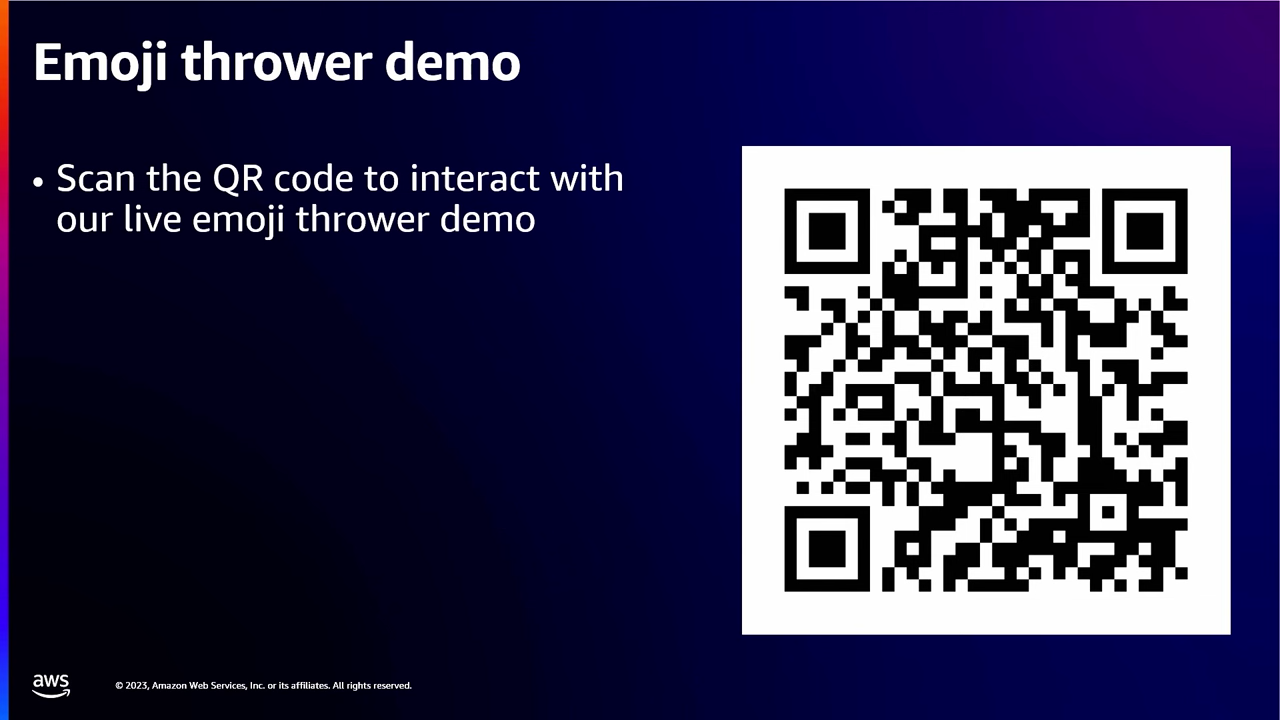 Emoji thrower demo
• Scan the QR code to interact with
our live emoji thrower demo
aws
© 2023, Amazon Web Services, Inc. or its affiliates. All rights reserved.